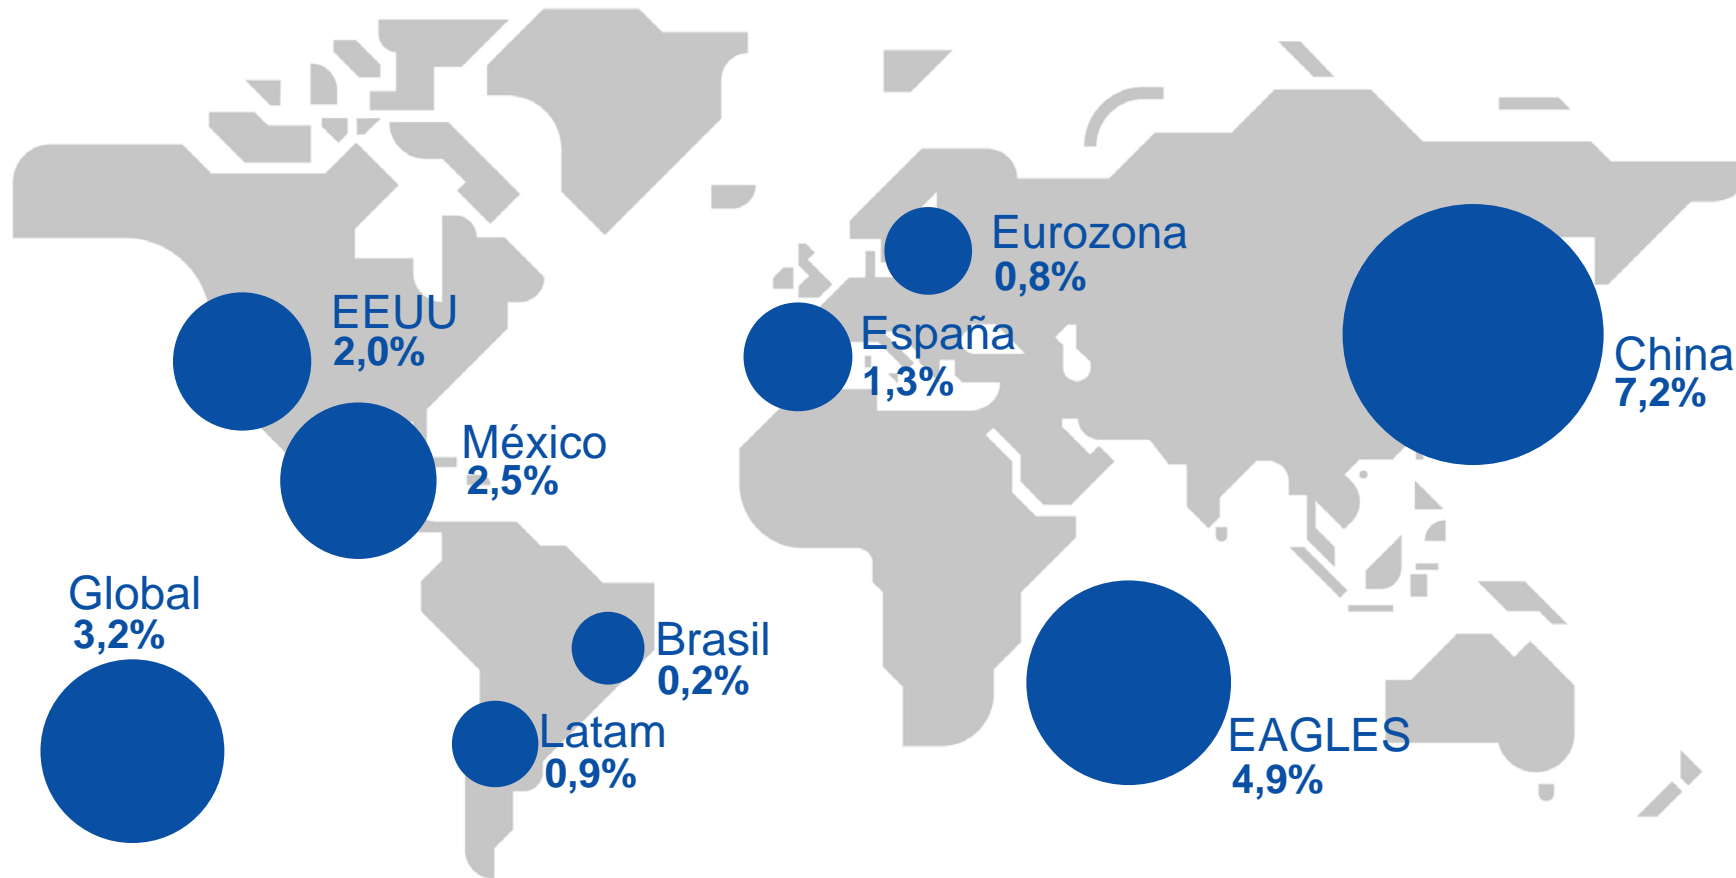 Eurozona
0,8%
EEUU
2,0%
España
1,3%
China
7,2%
México
2,5%
Global
3,2%
Brasil
0,2%
Latam
0,9%
EAGLES
4,9%